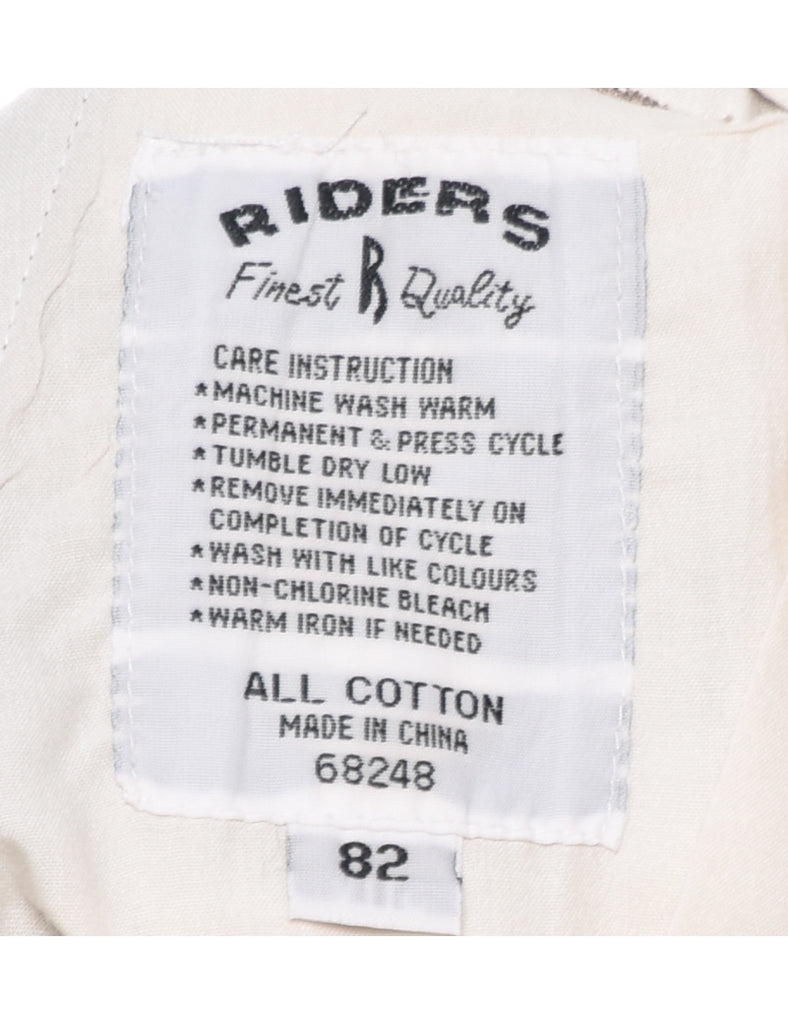 RIDERS
Finest R Quality
CARE INSTRUCTION
*MACHINE WASH WARM
*PERMANENT & PRESS CYCLE
*TUMBLE DRY LOW
*REMOVE IMMEDIATELY ON
COMPLETION OF CYCLE
*WASH WITH LIKE COLOURS
*NON-CHLORINE BLEACH
*WARM IRON IF NEEDED
ALL COTTON
MADE IN CHINA
68248
82